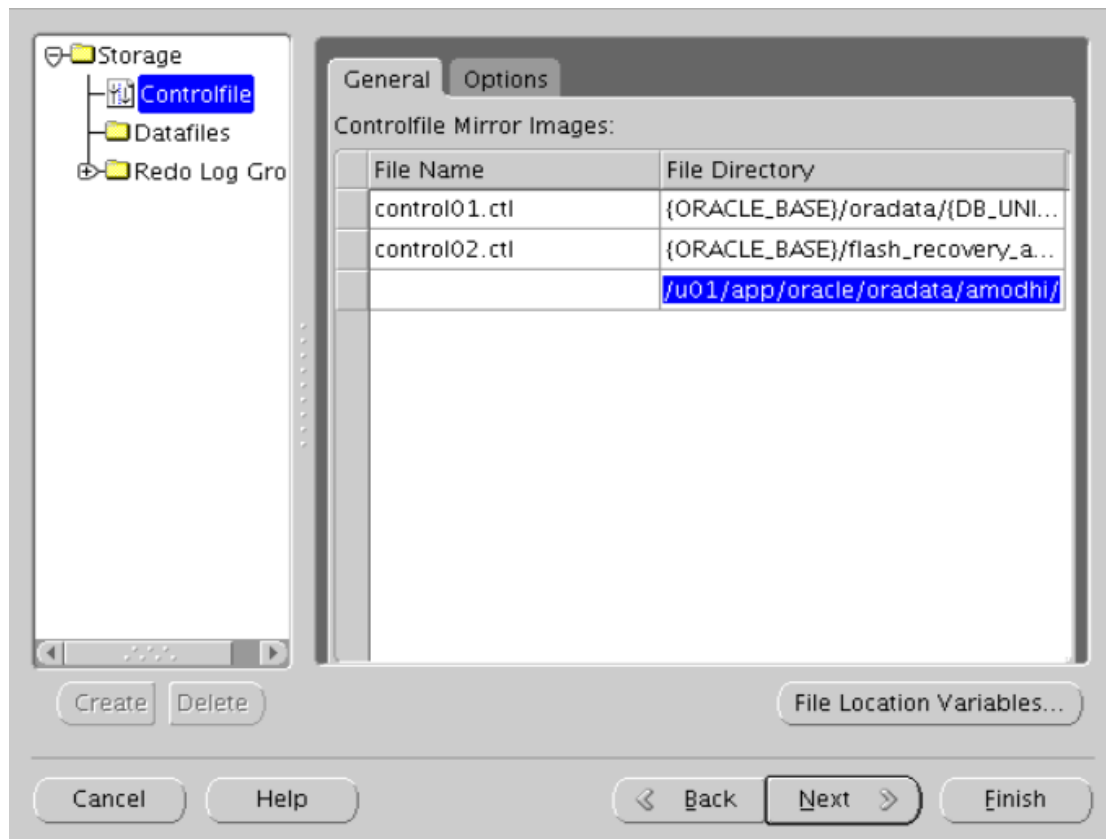 Storage
Controlfile
Datafiles
Redo Log Gro
General Options
Controlfile Mirror Images:
File Name File Directory
control01.ctl {ORACLE_BASE}/oradata/{DB_UNI...
control02.ctl {ORACLE_BASE}/flash_recovery_a...
/u01/app/oracle/oradata/amodhi/
Create Delete File Location Variables...
Cancel Help Back Next Finish